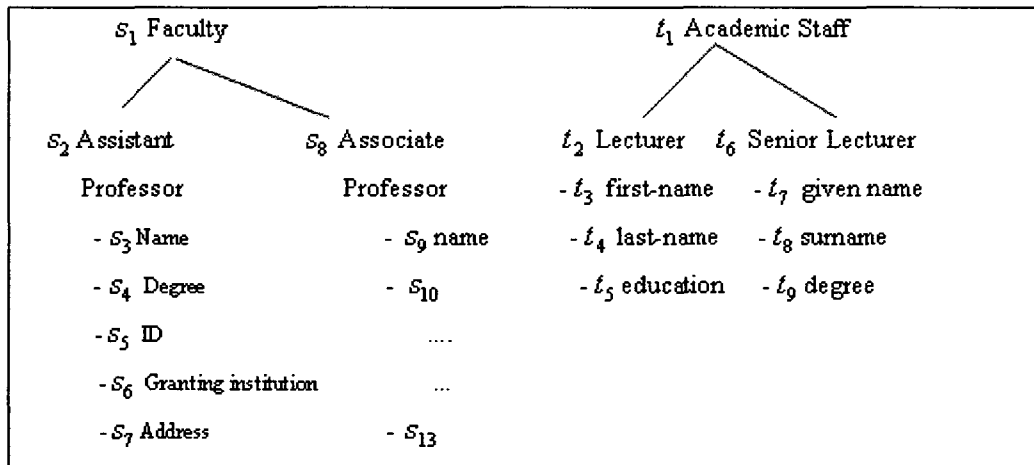 s1 Faculty t1 Academic Staff
s2 Assistant s8 Associate t2 Lecturer t6 Senior Lecturer
Professor Professor - t3 first-name - t7 given name
- s3 Name - s9 name - t4 last-name - t8 surname
- s4 Degree - s10 - t5 education - t9 degree
- s5 ID ....
- s6 Granting institution ...
- s7 Address - s13